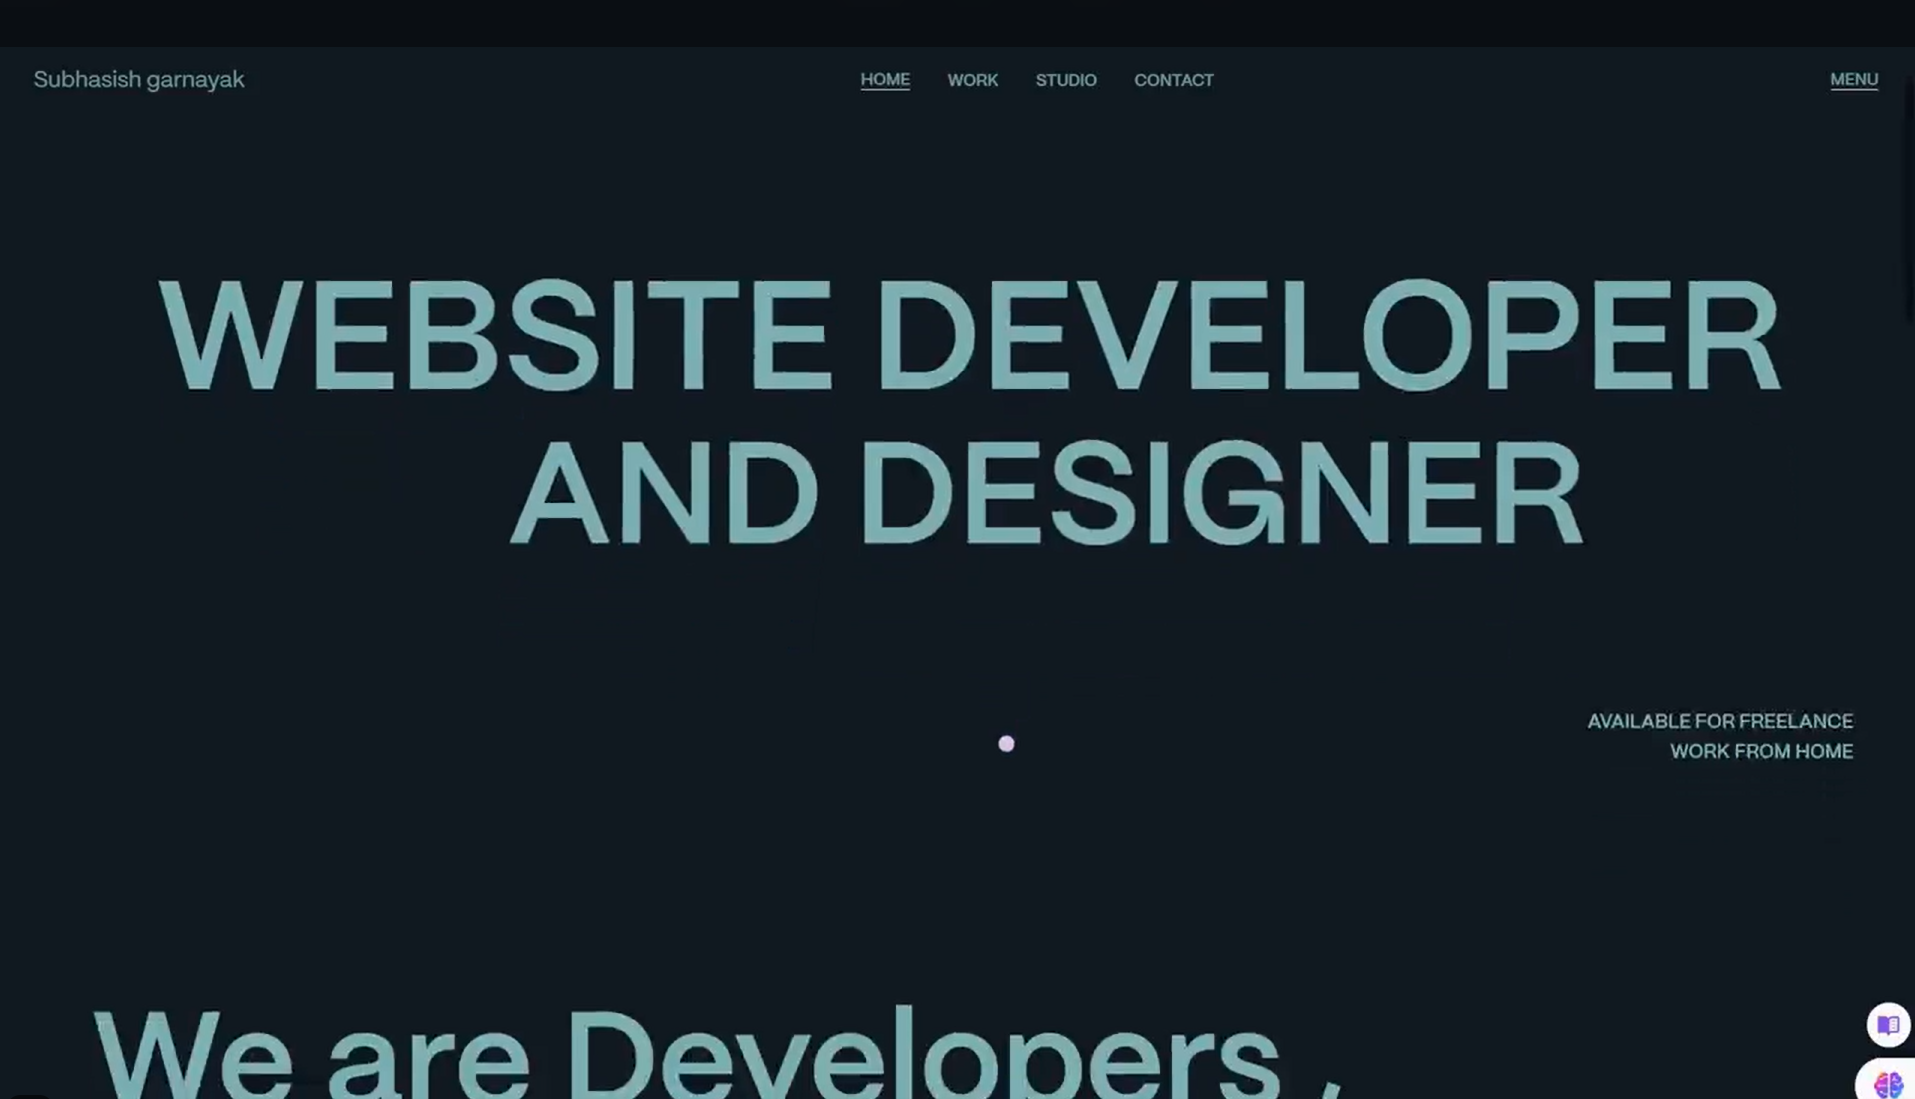 Subhasish garnayak
HOME WORK STUDIO CONTACT
MENU
WEBSITE DEVELOPER
AND DESIGNER
AVAILABLE FOR FREELANCE
WORK FROM HOME
We are Developers ,